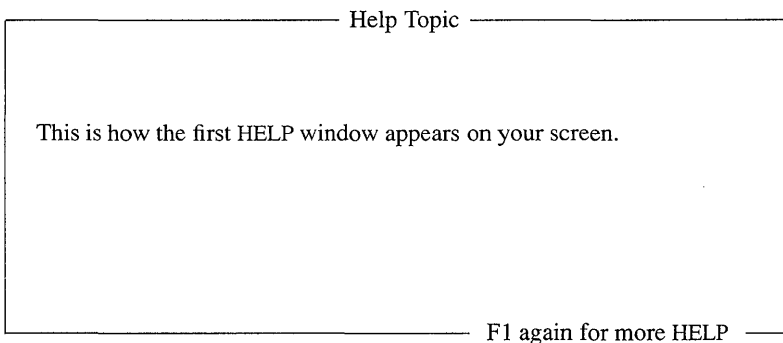 Help Topic
This is how the first HELP window appears on your screen.
F1 again for more HELP